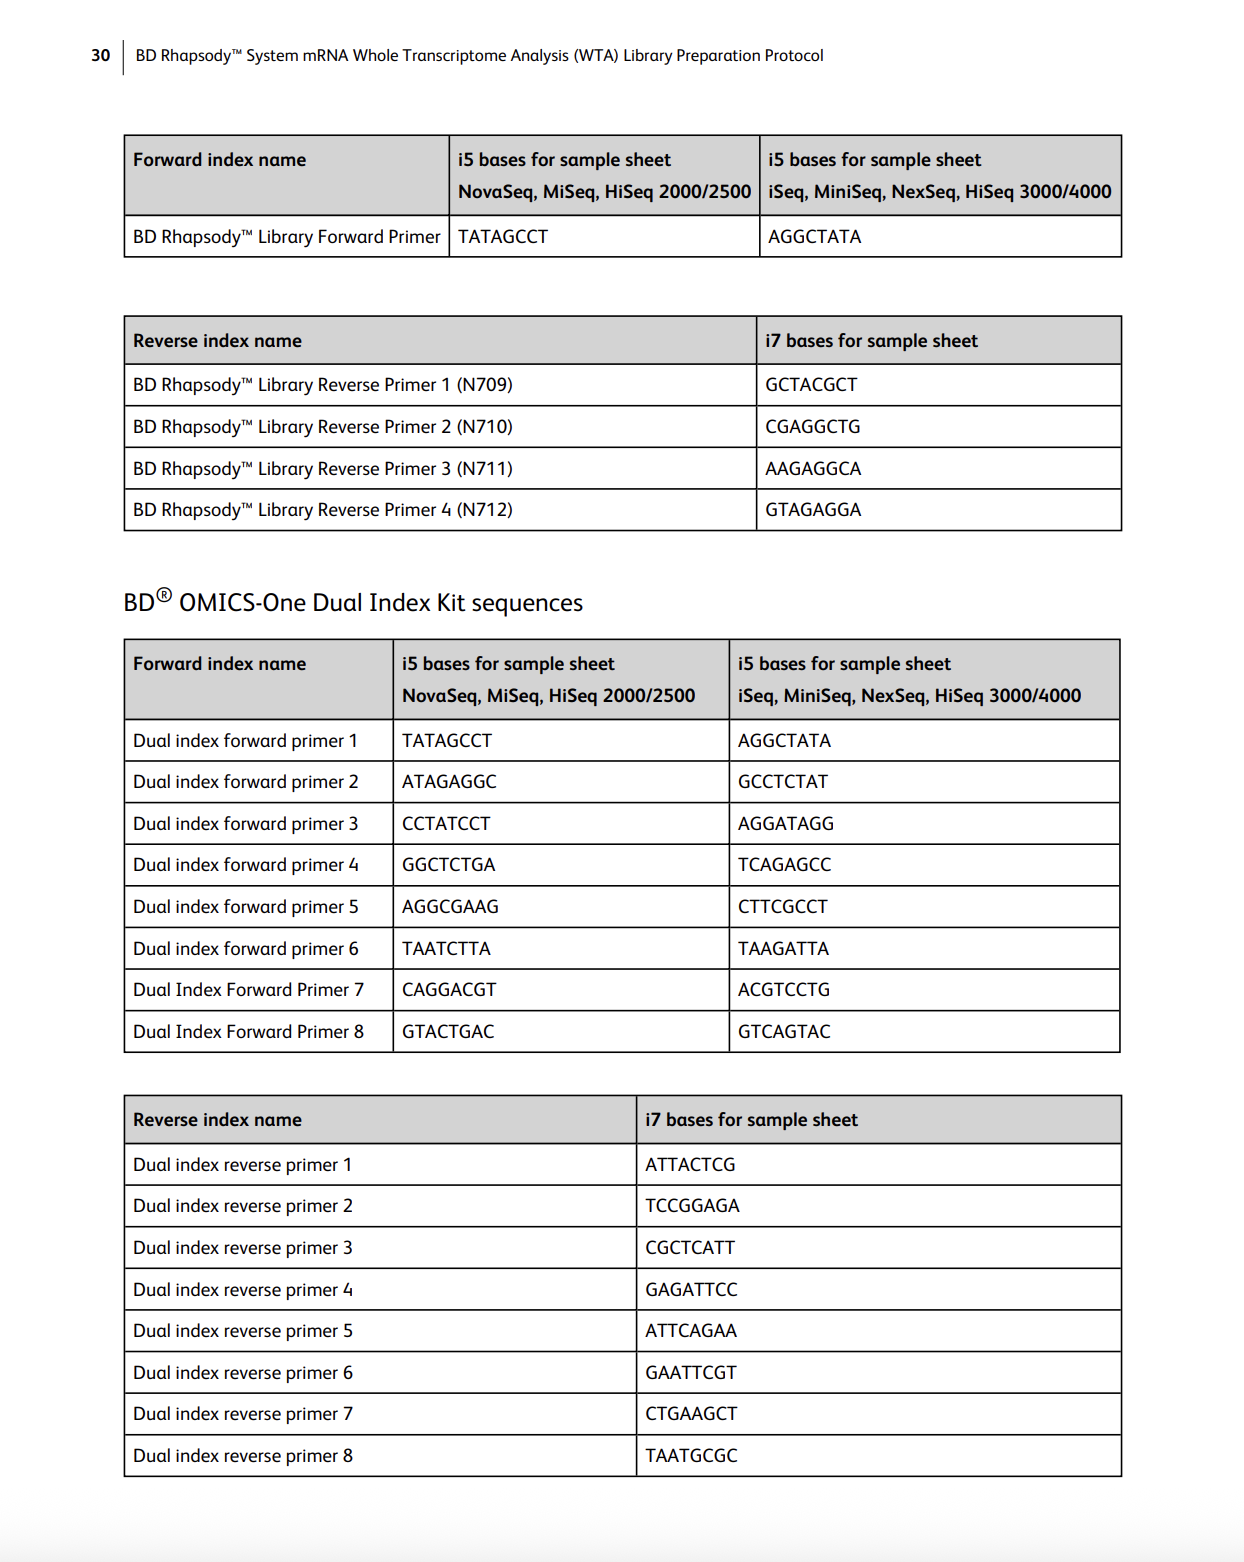 30 BD Rhapsody™ System mRNA Whole Transcriptome Analysis (WTA) Library Preparation Protocol
Forward index name i5 bases for sample sheet i5 bases for sample sheet
NovaSeq, MiSeq, HiSeq 2000/2500 iSeq, MiniSeq, NexSeq, HiSeq 3000/4000
BD Rhapsody™ Library Forward Primer TATAGCCT AGGCTATA
Reverse index name i7 bases for sample sheet
BD Rhapsody™ Library Reverse Primer 1 (N709) GCTACGCT
BD Rhapsody™ Library Reverse Primer 2 (N710) CGAGGCTG
BD Rhapsody™ Library Reverse Primer 3 (N711) AAGAGGCA
BD Rhapsody™ Library Reverse Primer 4 (N712) GTAGAGGA
BD® OMICS-One Dual Index Kit sequences
Forward index name i5 bases for sample sheet i5 bases for sample sheet
NovaSeq, MiSeq, HiSeq 2000/2500 iSeq, MiniSeq, NexSeq, HiSeq 3000/4000
Dual index forward primer 1 TATAGCCT AGGCTATA
Dual index forward primer 2 ATAGAGGC GCCTCTAT
Dual index forward primer 3 CCTATCCT AGGATAGG
Dual index forward primer 4 GGCTCTGA TCAGAGCC
Dual index forward primer 5 AGGCGAAG CTTCGCCT
Dual index forward primer 6 TAATCTTA TAAGATTA
Dual Index Forward Primer 7 CAGGACGT ACGTCCTG
Dual Index Forward Primer 8 GTACTGAC GTCAGTAC
Reverse index name i7 bases for sample sheet
Dual index reverse primer 1 ATTACTCG
Dual index reverse primer 2 TCCGGAGA
Dual index reverse primer 3 CGCTCATT
Dual index reverse primer 4 GAGATTCC
Dual index reverse primer 5 ATTCAGAA
Dual index reverse primer 6 GAATTCGT
Dual index reverse primer 7 CTGAAGCT
Dual index reverse primer 8 TAATGCGC